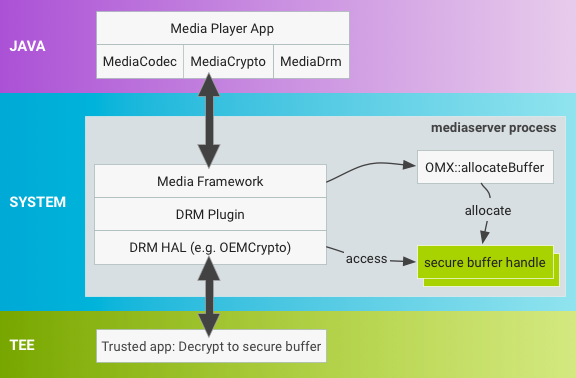 JAVA
Media Player App
MediaCodec
MediaCrypto
MediaDrm
SYSTEM
mediaserver process
Media Framework
OMX::allocateBuffer
DRM Plugin
allocate
DRM HAL (e.g. OEMCrypto)
access
secure buffer handle
TEE
Trusted app: Decrypt to secure buffer